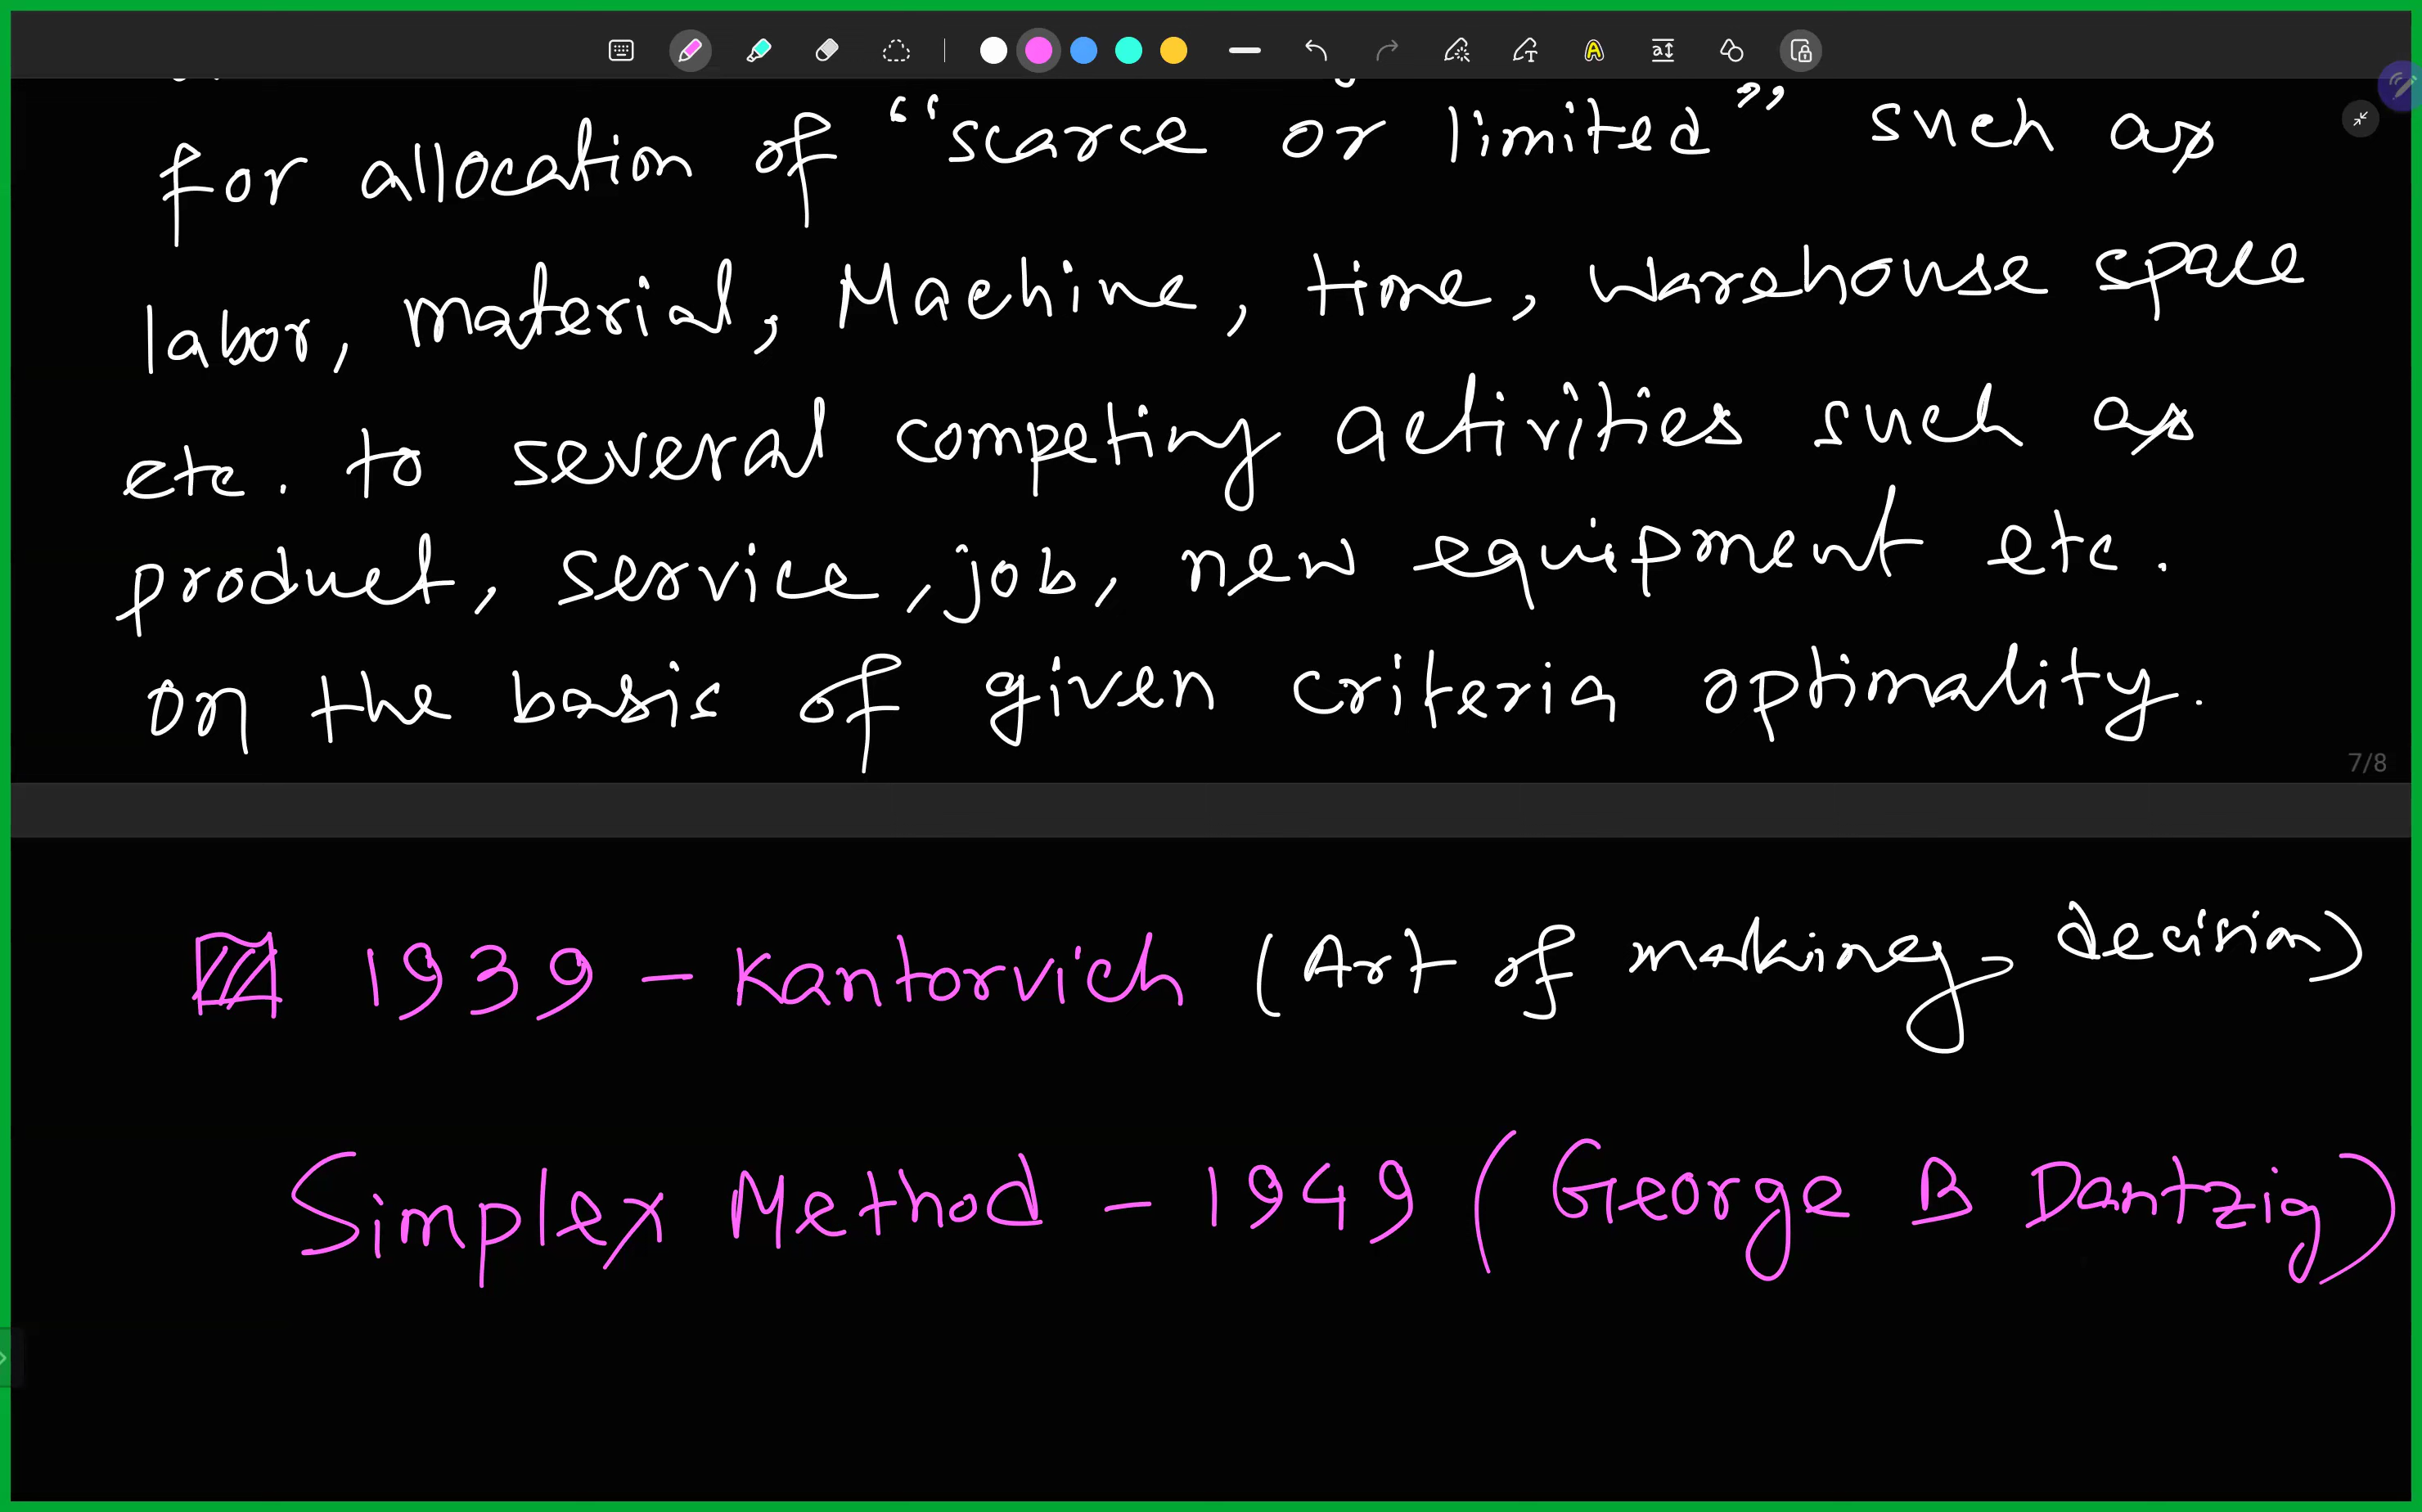 for allocation of "scarce or limited" such as
labor, material, Machine, time, warehouse space
etc. to several competing activities such as
product, service, job, new equipment etc.
on the basis of given criteria optimality.
7/8
1939 - Kantorvich (Art of making decision)
Simplex Method - 1949 (George B Dantzig)